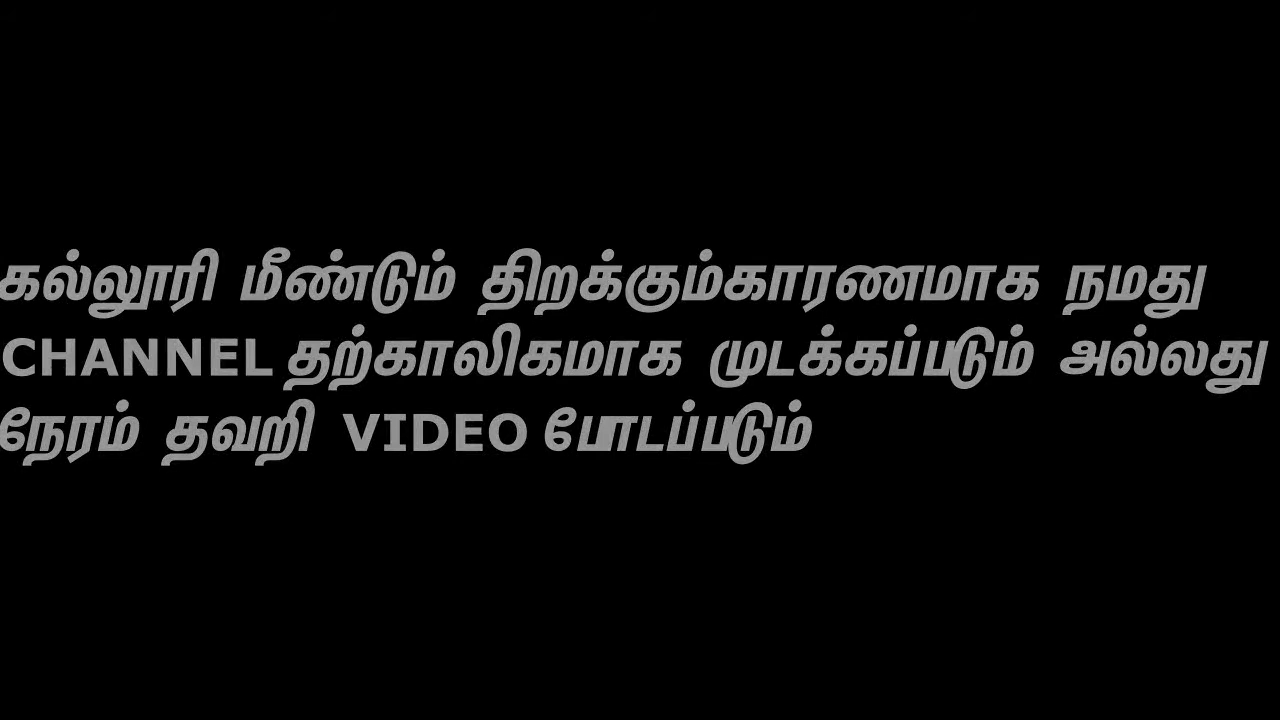 கல்லூரி மீண்டும் திறக்கும்காரணமாக நமது
CHANNEL தற்காலிகமாக முடக்கப்படும் அல்லது
நேரம் தவறி VIDEO போடப்படும்